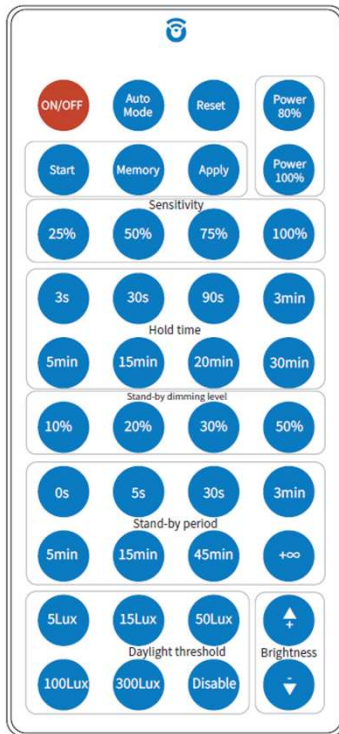 ON/OFF Auto Mode Reset Power 80%
Start Memory Apply Power 100%
Sensitivity
25% 50% 75% 100%
3s 30s 90s 3min
Hold time
5min 15min 20min 30min
Stand-by dimming level
10% 20% 30% 50%
0s 5s 30s 3min
Stand-by period
5min 15min 45min +∞
5Lux 15Lux 50Lux +
Daylight threshold Brightness
100Lux 300Lux Disable -